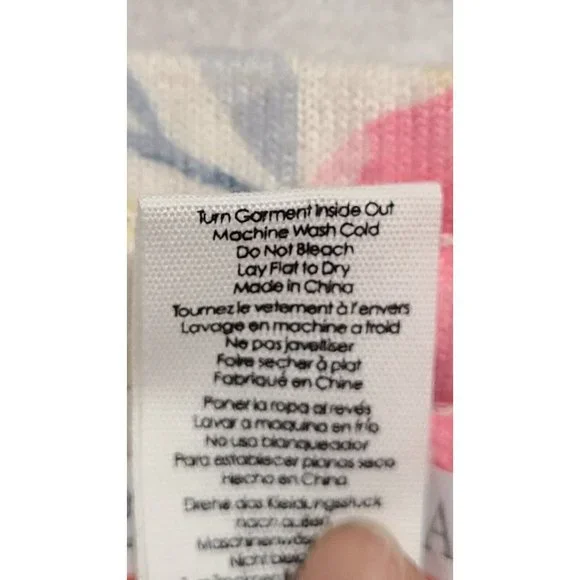 Turn Garment Inside Out
Machine Wash Cold
Do Not Bleach
Lay Flat to Dry
Made in China
Tournez le vetement à l'envers
Lavage en machine a froid
Ne pas javelliser
Faire secher à plat
Fabriqué en Chine
Poner la ropa al revés
Lavar a maquina en frío
No usa blanqueador
Para establecer planas seco
Hecho en China
Drehe das Kleidungsstuck
nach außen
A